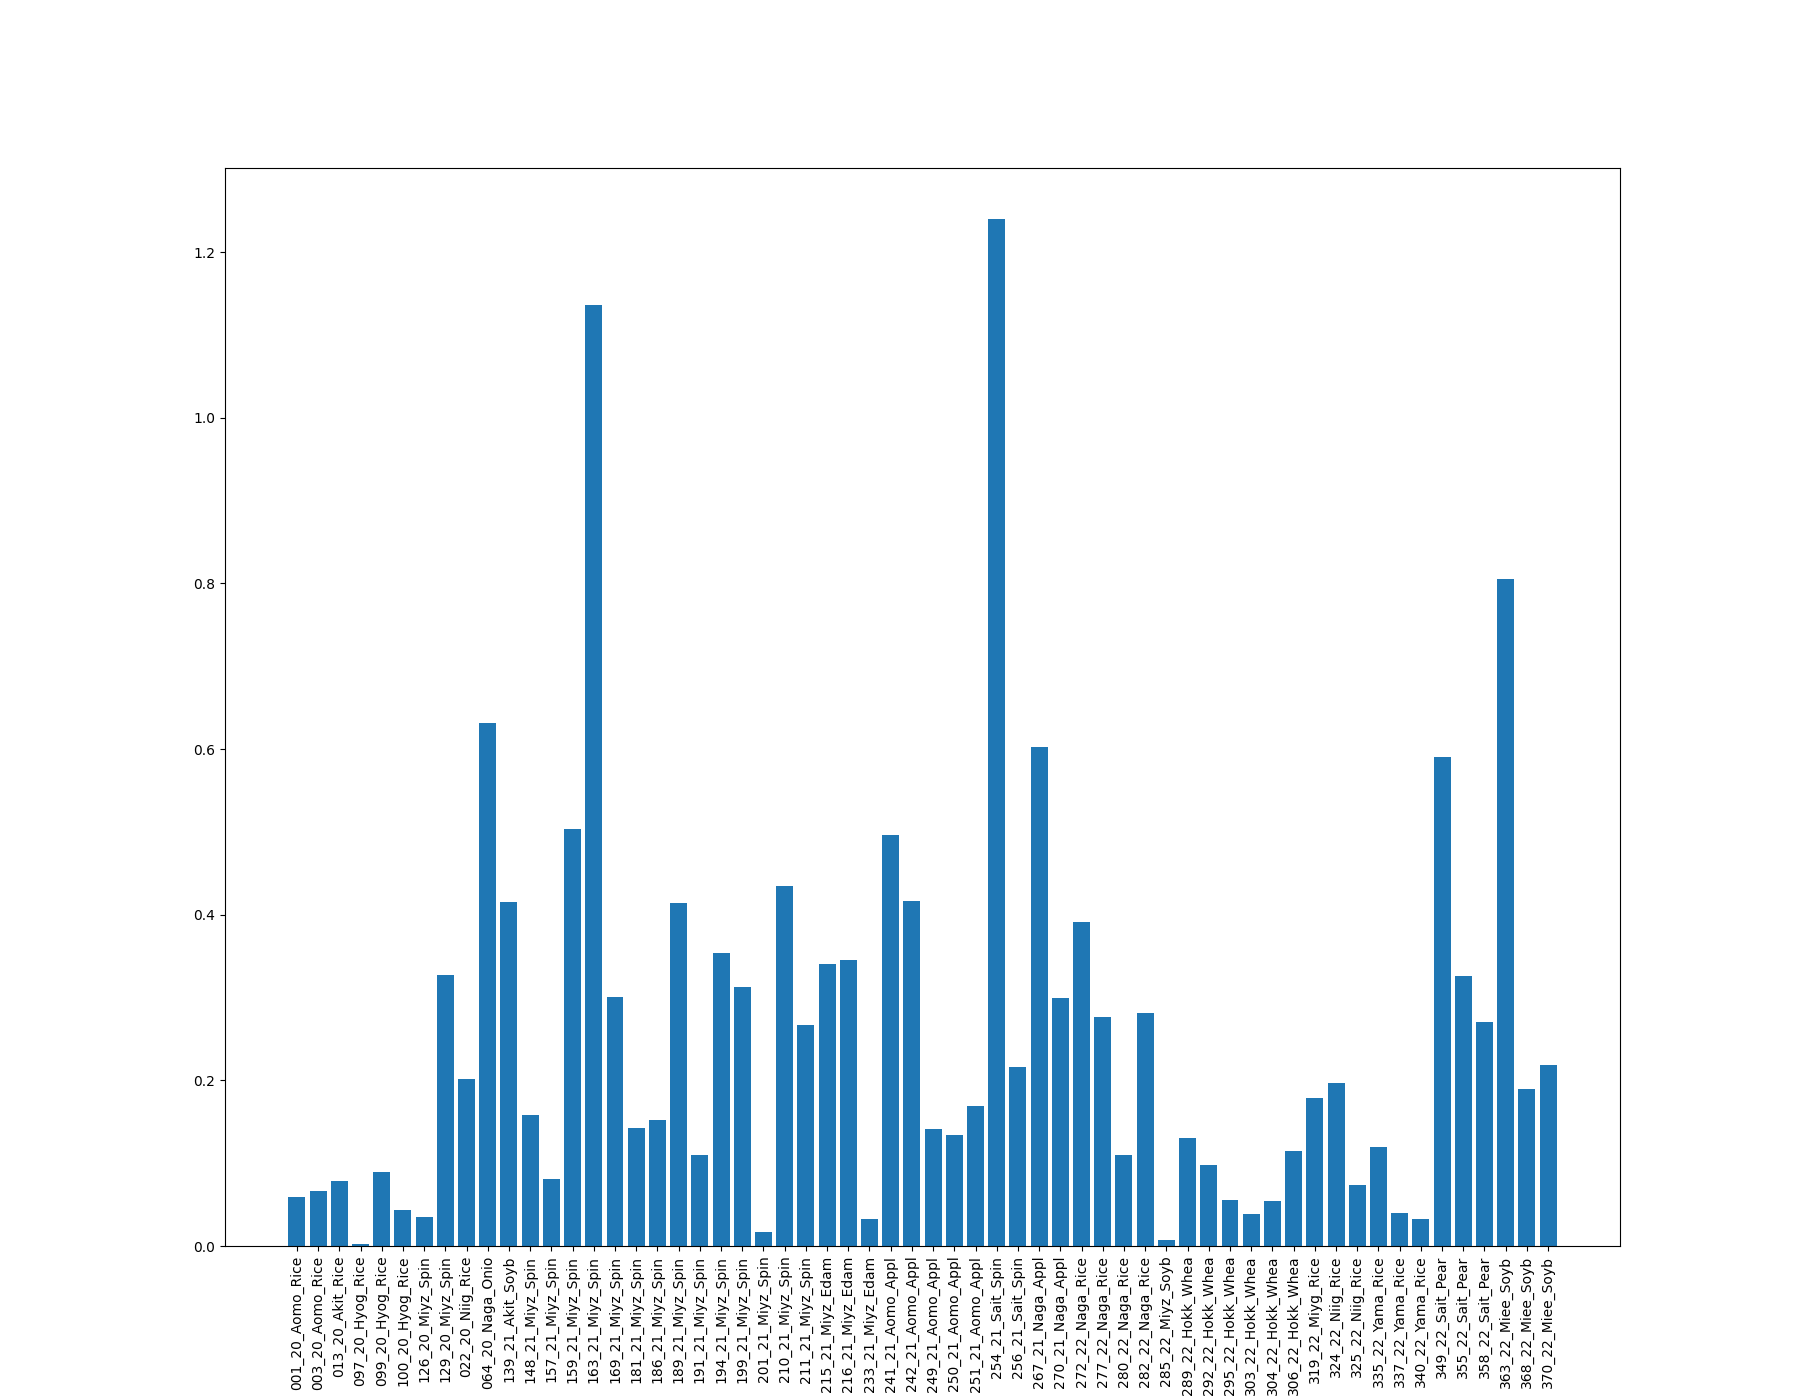 1.2
1.0
0.8
0.6
0.4
0.2
0.0
001_20_Aomo_Rice
003_20_Aomo_Rice
013_20_Akit_Rice
097_20_Hyog_Rice
099_20_Hyog_Rice
100_20_Hyog_Rice
126_20_Miyz_Spin
129_20_Miyz_Spin
022_20_Niig_Rice
064_20_Naga_Onio
139_21_Akit_Soyb
148_21_Miyz_Spin
157_21_Miyz_Spin
159_21_Miyz_Spin
163_21_Miyz_Spin
169_21_Miyz_Spin
181_21_Miyz_Spin
186_21_Miyz_Spin
189_21_Miyz_Spin
191_21_Miyz_Spin
194_21_Miyz_Spin
199_21_Miyz_Spin
201_21_Miyz_Spin
210_21_Miyz_Spin
211_21_Miyz_Spin
215_21_Miyz_Edam
216_21_Miyz_Edam
233_21_Miyz_Edam
241_21_Aomo_Appl
242_21_Aomo_Appl
249_21_Aomo_Appl
250_21_Aomo_Appl
251_21_Aomo_Appl
254_21_Sait_Spin
256_21_Sait_Spin
267_21_Naga_Appl
270_21_Naga_Appl
272_22_Naga_Rice
277_22_Naga_Rice
280_22_Naga_Rice
282_22_Naga_Rice
285_22_Miyz_Soyb
289_22_Hokk_Whea
292_22_Hokk_Whea
295_22_Hokk_Whea
303_22_Hokk_Whea
304_22_Hokk_Whea
306_22_Hokk_Whea
319_22_Miyg_Rice
324_22_Niig_Rice
325_22_Niig_Rice
335_22_Yama_Rice
337_22_Yama_Rice
340_22_Yama_Rice
349_22_Sait_Pear
355_22_Sait_Pear
358_22_Sait_Pear
363_22_Miee_Soyb
368_22_Miee_Soyb
370_22_Miee_Soyb